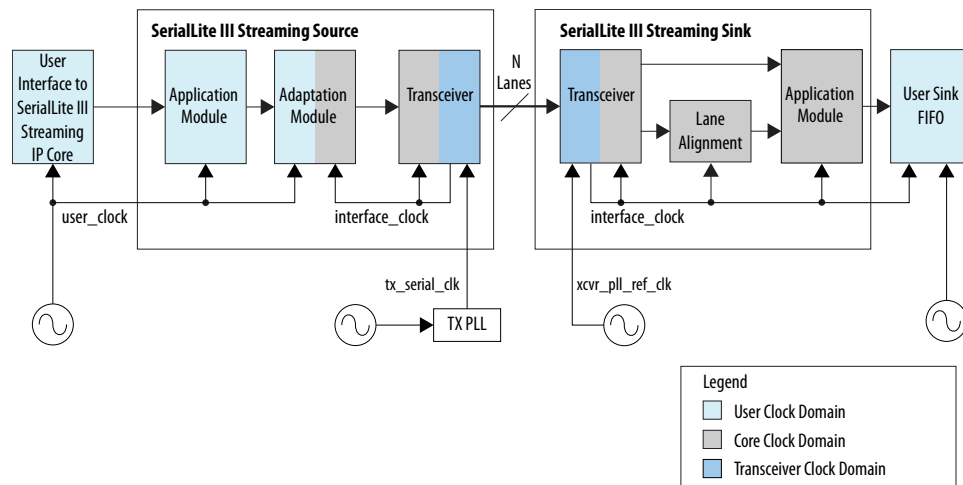 SerialLite III Streaming Source
SerialLite III Streaming Sink
User
Interface to
SerialLite III
Streaming
IP Core
Application
Module
Adaptation
Module
Transceiver
N
Lanes
Transceiver
Lane
Alignment
Application
Module
User Sink
FIFO
user_clock
interface_clock
interface_clock
tx_serial_clk
xcvr_pll_ref_clk
TX PLL
Legend
User Clock Domain
Core Clock Domain
Transceiver Clock Domain